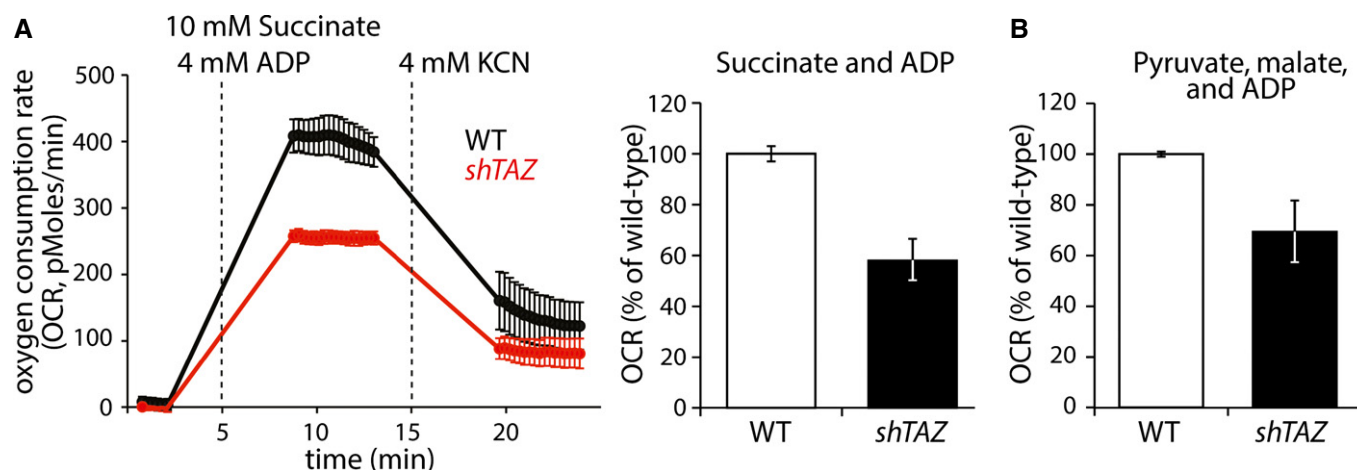 A
10 mM Succinate
4 mM ADP
4 mM KCN
oxygen consumption rate
(OCR, pMoles/min)
500
400
300
200
100
0
WT
shTAZ
5
10
15
20
time (min)
Succinate and ADP
OCR (% of wild-type)
120
100
80
60
40
20
0
WT
shTAZ
B
Pyruvate, malate,
and ADP
OCR (% of wild-type)
120
100
80
60
40
20
0
WT
shTAZ